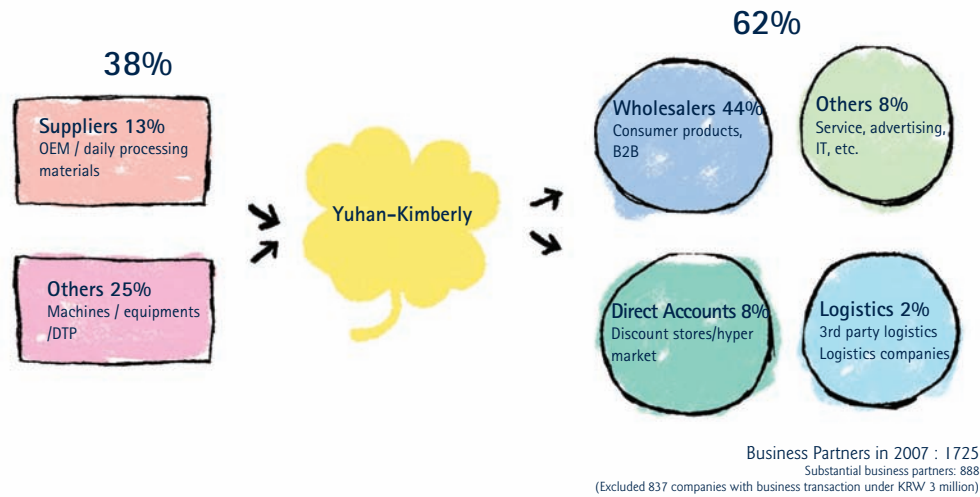 38%
Suppliers 13%
OEM / daily processing
materials
Others 25%
Machines / equipments
/DTP
Yuhan-Kimberly
62%
Wholesalers 44%
Consumer products,
B2B
Others 8%
Service, advertising,
IT, etc.
Direct Accounts 8%
Discount stores/hyper
market
Logistics 2%
3rd party logistics
Logistics companies
Business Partners in 2007 : 1725
Substantial business partners: 888
(Excluded 837 companies with business transaction under KRW 3 million)